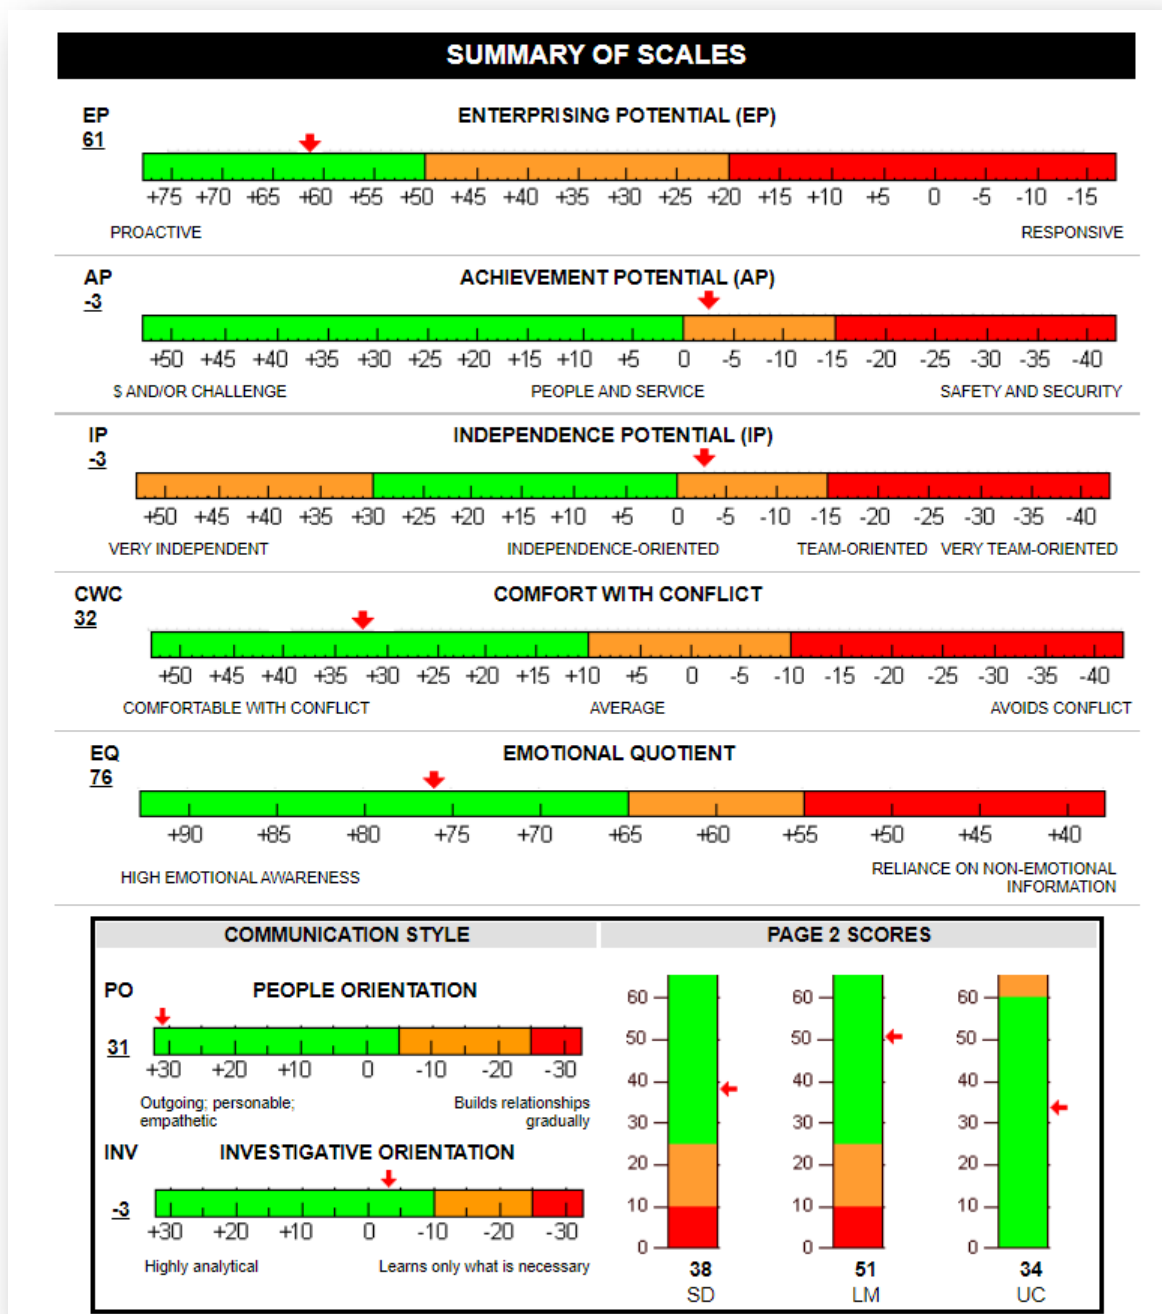 SUMMARY OF SCALES
EP ENTERPRISING POTENTIAL (EP)
61
+75 +70 +65 +60 +55 +50 +45 +40 +35 +30 +25 +20 +15 +10 +5 0 -5 -10 -15
PROACTIVE RESPONSIVE
AP ACHIEVEMENT POTENTIAL (AP)
-3
+50 +45 +40 +35 +30 +25 +20 +15 +10 +5 0 -5 -10 -15 -20 -25 -30 -35 -40
$ AND/OR CHALLENGE PEOPLE AND SERVICE SAFETY AND SECURITY
IP INDEPENDENCE POTENTIAL (IP)
-3
+50 +45 +40 +35 +30 +25 +20 +15 +10 +5 0 -5 -10 -15 -20 -25 -30 -35 -40
VERY INDEPENDENT INDEPENDENCE-ORIENTED TEAM-ORIENTED VERY TEAM-ORIENTED
CWC COMFORT WITH CONFLICT
32
+50 +45 +40 +35 +30 +25 +20 +15 +10 +5 0 -5 -10 -15 -20 -25 -30 -35 -40
COMFORTABLE WITH CONFLICT AVERAGE AVOIDS CONFLICT
EQ EMOTIONAL QUOTIENT
76
+90 +85 +80 +75 +70 +65 +60 +55 +50 +45 +40
HIGH EMOTIONAL AWARENESS RELIANCE ON NON-EMOTIONAL
INFORMATION
COMMUNICATION STYLE
PO PEOPLE ORIENTATION
31
+30 +20 +10 0 -10 -20 -30
Outgoing; personable; Builds relationships
empathetic gradually
INV INVESTIGATIVE ORIENTATION
-3
+30 +20 +10 0 -10 -20 -30
Highly analytical Learns only what is necessary
PAGE 2 SCORES
60 60 60
50 50 50
40 40 40
30 30 30
20 20 20
10 10 10
0 0 0
38 51 34
SD LM UC